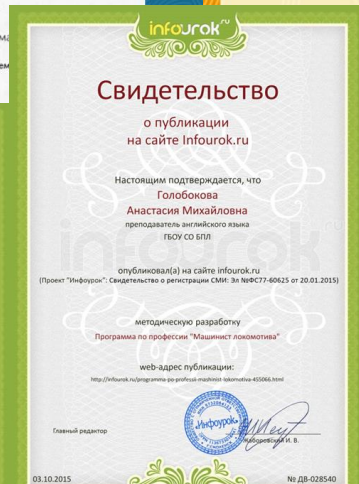 infourok ru
Свидетельство
о публикации
на сайте Infourok.ru
Настоящим подтверждается, что
Голобокова
Анастасия Михайловна
преподаватель английского языка
ГБОУ СО БПЛ
опубликовал(а) на сайте infourok.ru
(Проект "Инфоурок": Свидетельство о регистрации СМИ: Эл №ФС77-60625 от 20.01.2015)
методическую разработку
Программа по профессии "Машинист локомотива"
web-адрес публикации:
http://infourok.ru/programma-po-professii-mashinist-lokomotiva-455066.html
Главный редактор
«Инфоурок»
Жаборовский И. В.
03.10.2015
№ ДВ-028540